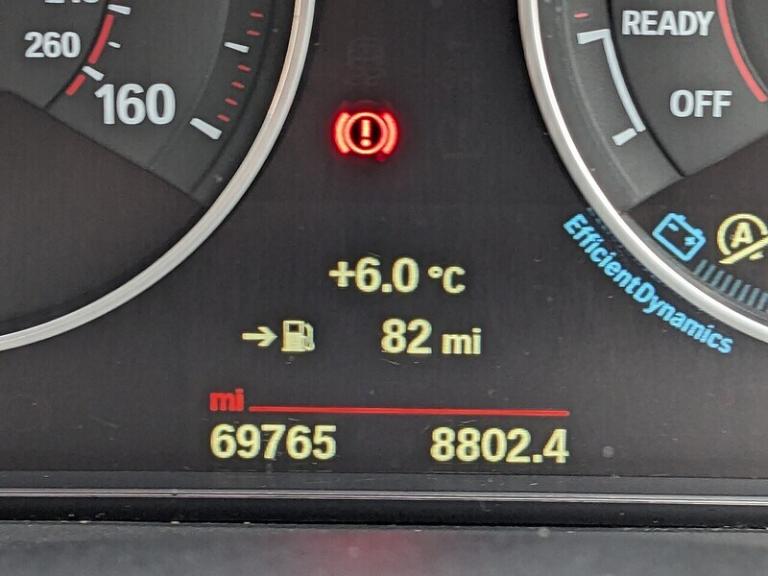 260
160
READY
OFF
A
EfficientDynamics
+6.0 °C
82 mi
mi
69765 8802.4